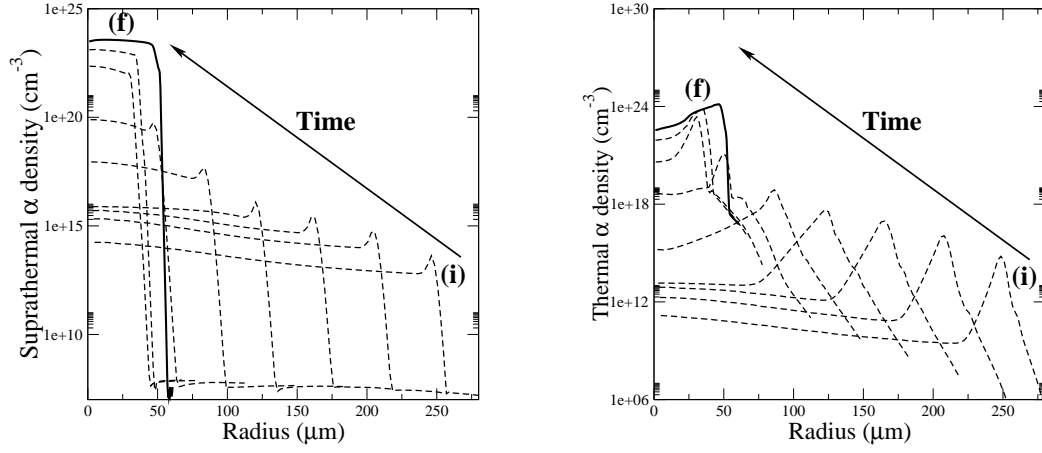 1e+25
1e+20
1e+15
1e+10
Suprathermal α density (cm⁻³)
(f)
Time
(i)
0 50 100 150 200 250
Radius (μm)
1e+30
1e+24
1e+18
1e+12
1e+06
Thermal α density (cm⁻³)
(f)
Time
(i)
0 50 100 150 200 250
Radius (μm)